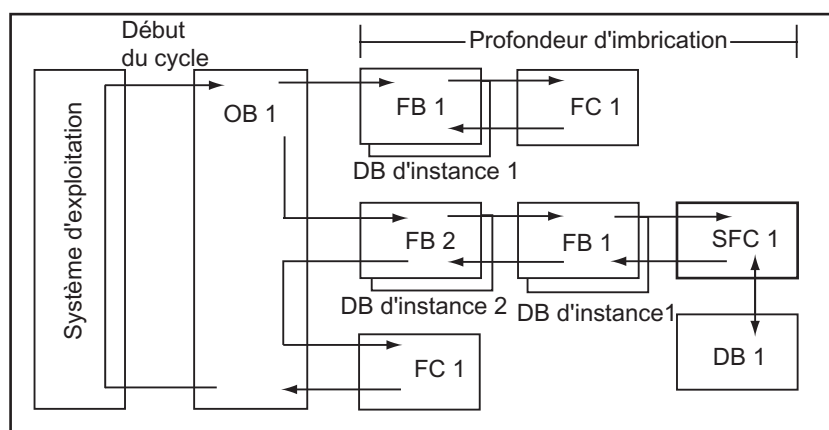 Début
du cycle
Profondeur d'imbrication
Système d'exploitation
OB 1
FB 1
FC 1
DB d'instance 1
FB 2
FB 1
SFC 1
DB d'instance 2
DB d'instance1
FC 1
DB 1